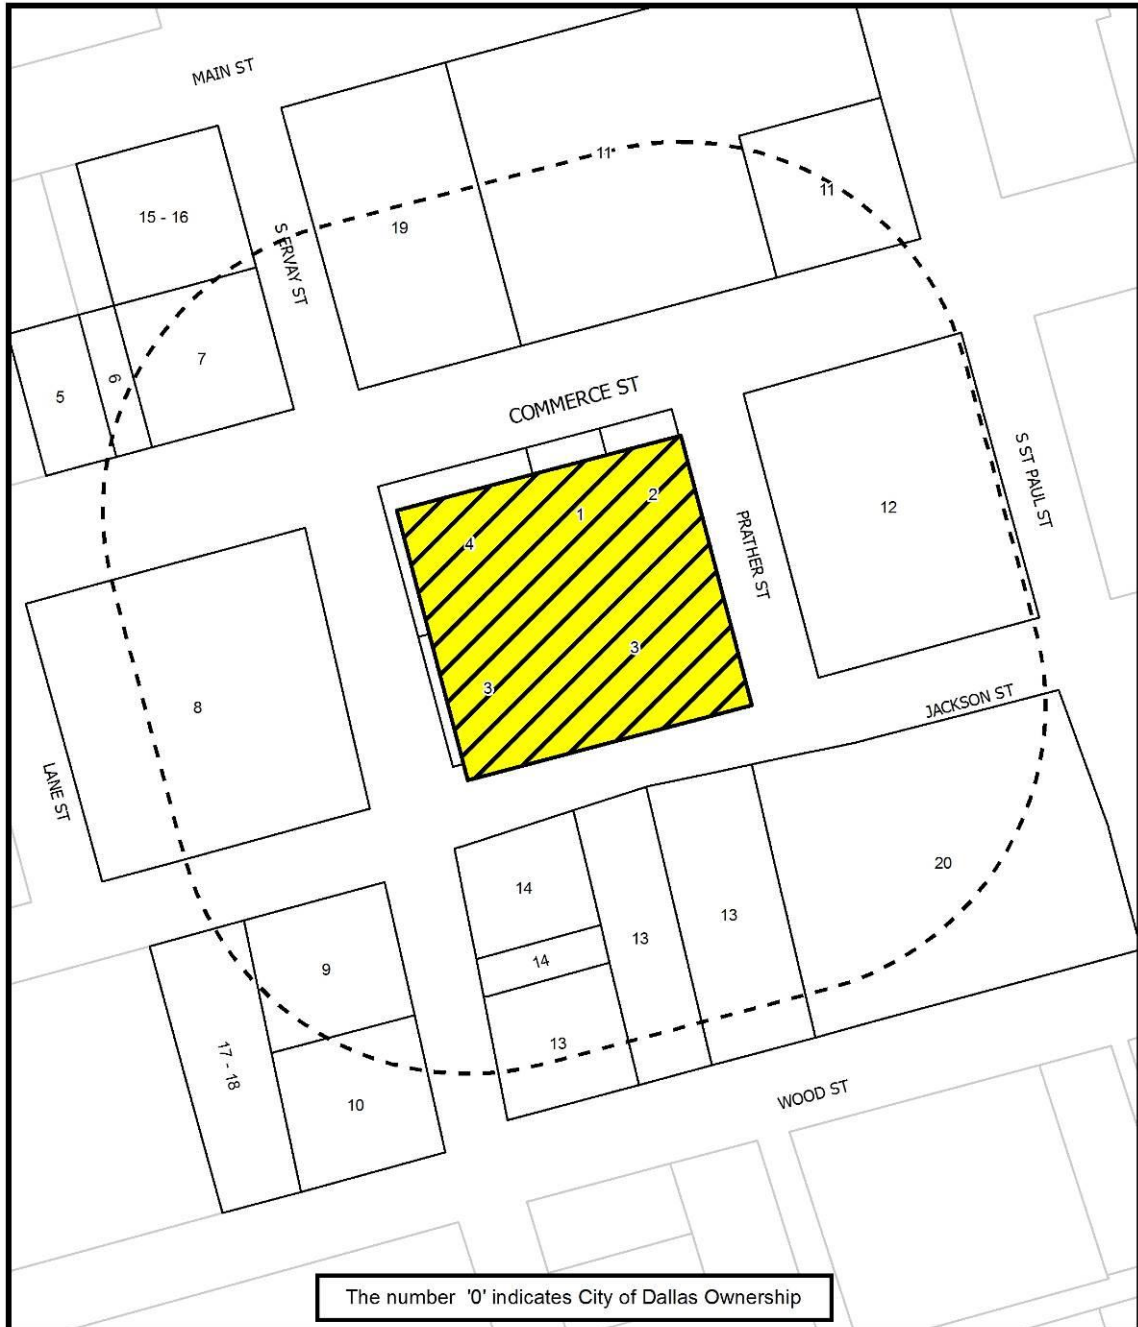 MAIN ST
11
15 - 16
11
19
S ERVAY ST
7
6
5
COMMERCE ST
S ST PAUL ST
2
12
1
4
PRATHER ST
3
3
8
JACKSON ST
LANE ST
20
14
13
13
14
9
13
17 - 18
10
WOOD ST
The number '0' indicates City of Dallas Ownership